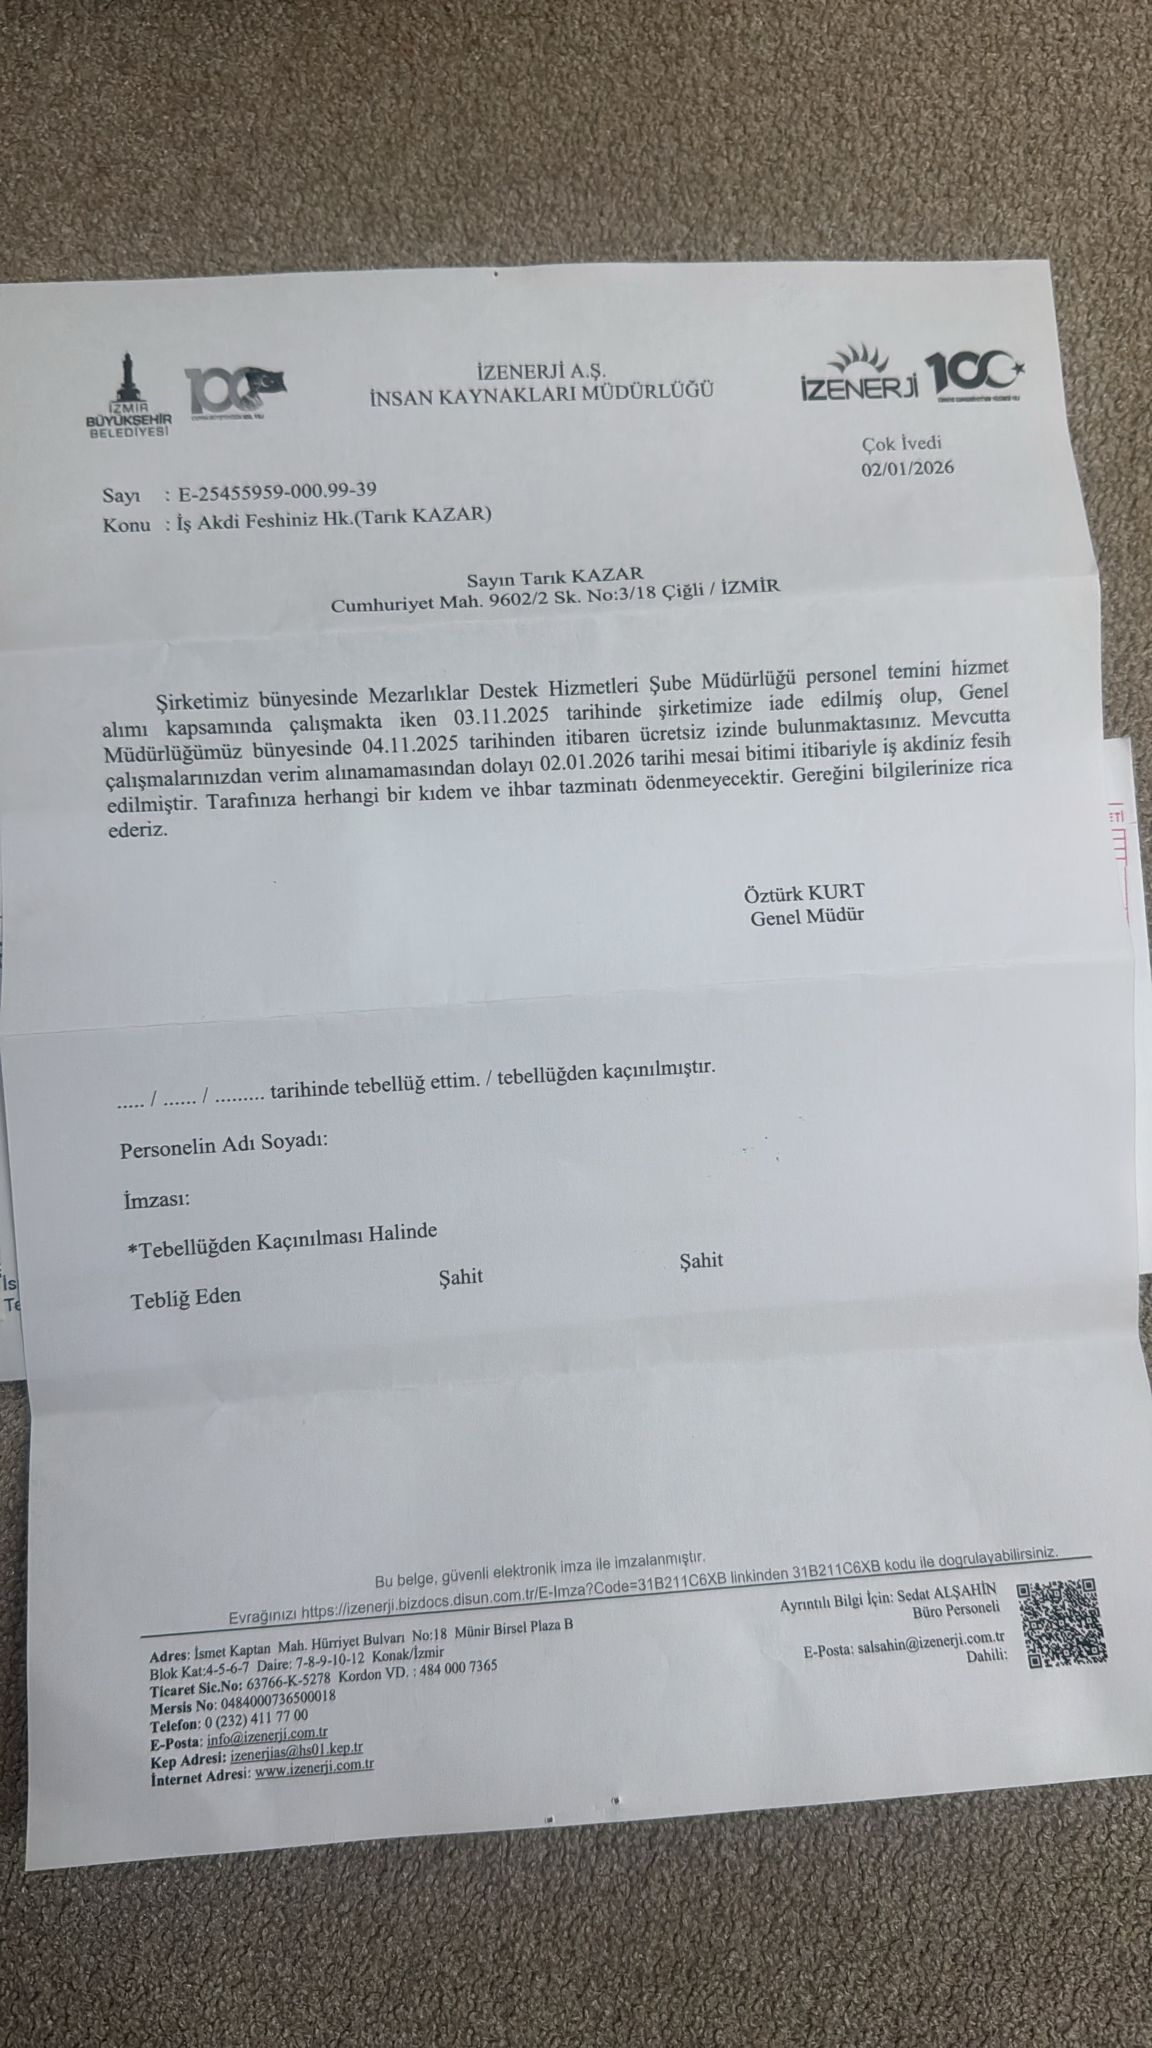 İZMİR
BÜYÜKŞEHİR
BELEDİYESİ
100
İZENERJİ A.Ş.
İNSAN KAYNAKLARI MÜDÜRLÜĞÜ
İZENERJİ 100
Çok İvedi
02/01/2026
Sayı : E-25455959-000.99-39
Konu : İş Akdi Feshiniz Hk.(Tarık KAZAR)
Sayın Tarık KAZAR
Cumhuriyet Mah. 9602/2 Sk. No:3/18 Çiğli / İZMİR
Şirketimiz bünyesinde Mezarlıklar Destek Hizmetleri Şube Müdürlüğü personel temini hizmet
alımı kapsamında çalışmakta iken 03.11.2025 tarihinde şirketimize iade edilmiş olup, Genel
Müdürlüğümüz bünyesinde 04.11.2025 tarihinden itibaren ücretsiz izinde bulunmaktasınız. Mevcutta
çalışmalarınızdan verim alınamamasından dolayı 02.01.2026 tarihi mesai bitimi itibariyle iş akdiniz fesih
edilmiştir. Tarafınıza herhangi bir kıdem ve ihbar tazminatı ödenmeyecektir. Gereğini bilgilerinize rica
ederiz.
Öztürk KURT
Genel Müdür
..... / ...... / ......... tarihinde tebellüğ ettim. / tebellüğden kaçınılmıştır.
Personelin Adı Soyadı:
İmzası:
*Tebellüğden Kaçınılması Halinde
Tebliğ Eden Şahit Şahit
Bu belge, güvenli elektronik imza ile imzalanmıştır.
Evrağınızı https://izenerji.bizdocs.disun.com.tr/E-Imza?Code=31B211C6XB linkinden 31B211C6XB kodu ile dogrulayabilirsiniz.
Adres: İsmet Kaptan Mah. Hürriyet Bulvarı No:18 Münir Birsel Plaza B
Blok Kat:4-5-6-7 Daire: 7-8-9-10-12 Konak/İzmir
Ticaret Sic.No: 63766-K-5278 Kordon VD. : 484 000 7365
Mersis No: 0484000736500018
Telefon: 0 (232) 411 77 00
E-Posta: info@izenerji.com.tr
Kep Adresi: izenerjias@hs01.kep.tr
İnternet Adresi: www.izenerji.com.tr
Ayrıntılı Bilgi İçin: Sedat ALŞAHİN
Büro Personeli
E-Posta: salsahin@izenerji.com.tr
Dahili: